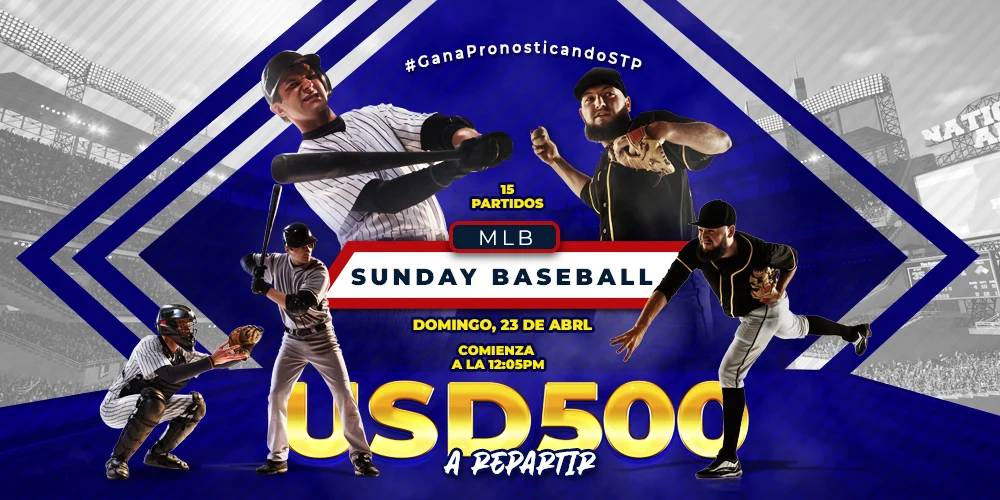 #GanaPronosticandoSTP
15
PARTIDOS
MLB
SUNDAY BASEBALL
DOMINGO, 23 DE ABRL
COMIENZA
A LA 12:05PM
USD500
A REPARTIR